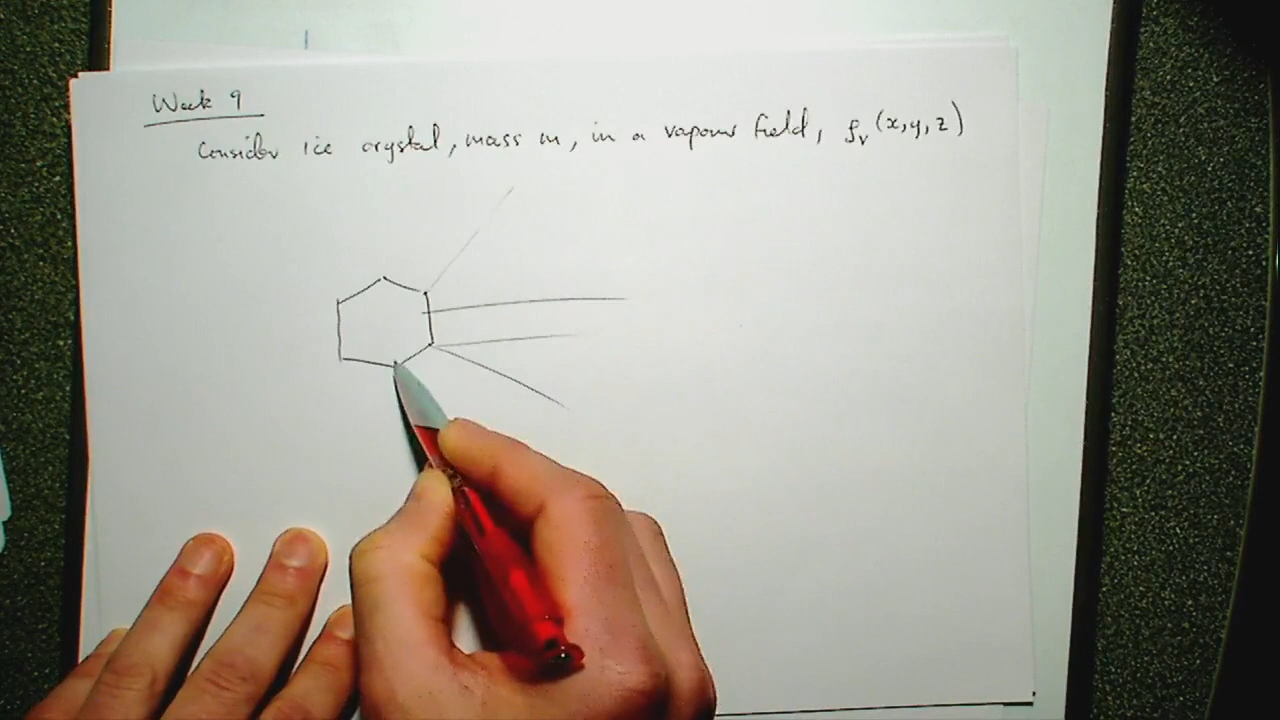 Week 9
Consider ice crystal, mass m, in a vapour field, ρᵥ(x,y,z)